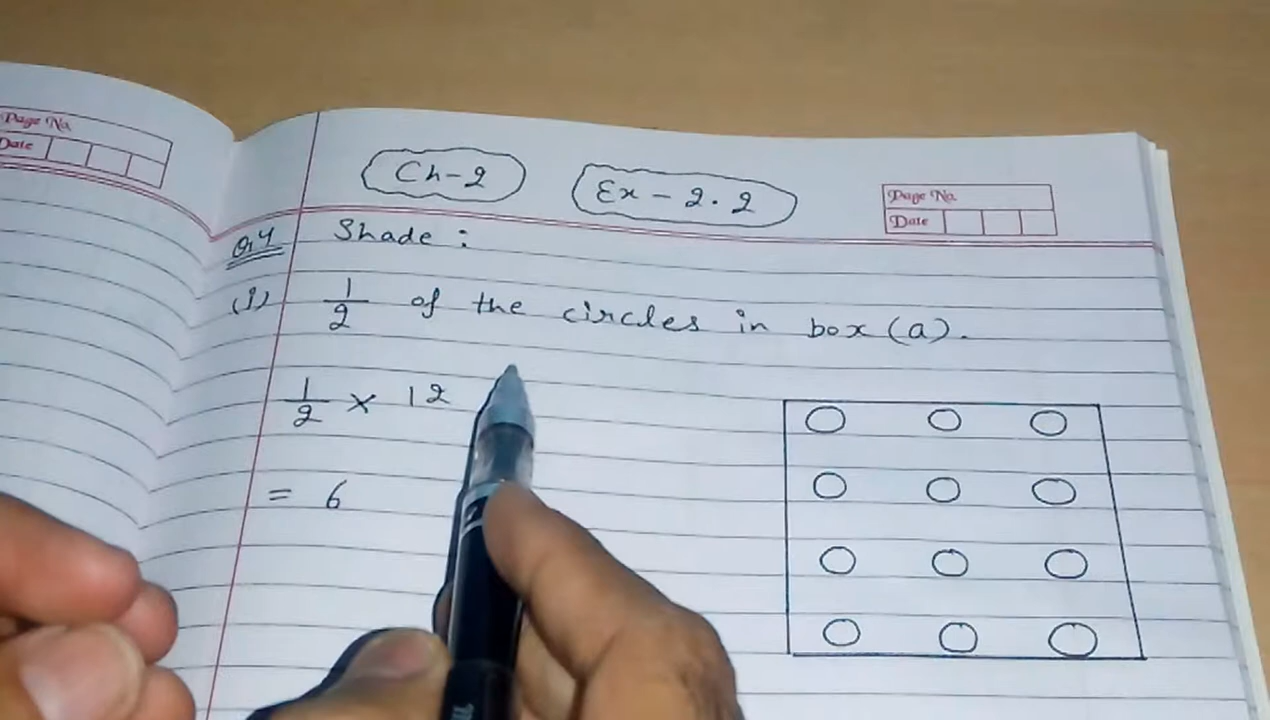 Page No.
Date
Ch-2
Ex - 2.2
Page No.
Date
Q.4 Shade :
(i) 1/2 of the circles in box (a).
1/2 × 12
= 6